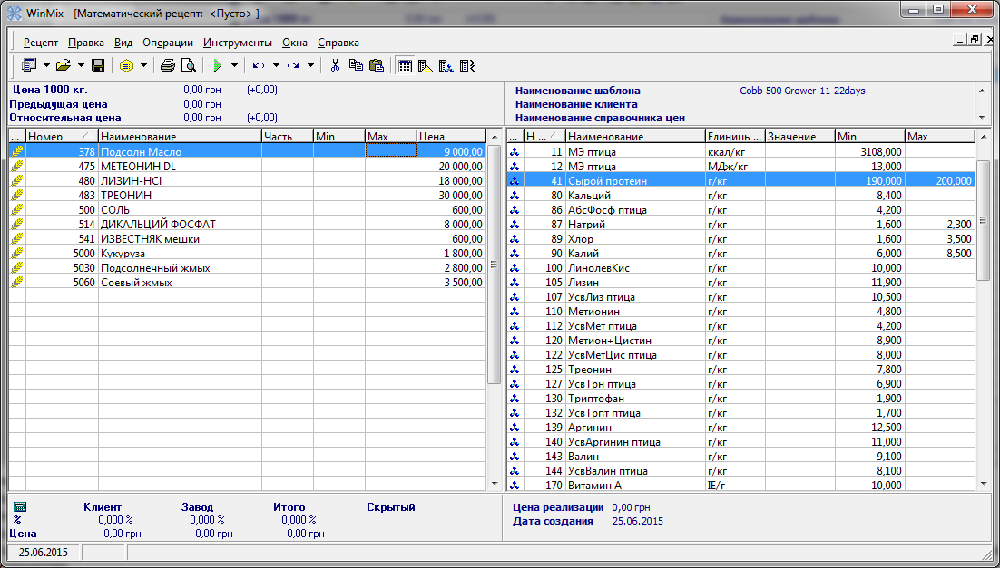 WinMix - [Математический рецепт: <Пусто> ]
Рецепт Правка Вид Операции Инструменты Окна Справка
Цена 1000 кг. 0,00 грн (+0,00)
Предыдущая цена 0,00 грн
Относительная цена 0,00 грн (+0,00)
Наименование шаблона Cobb 500 Grower 11-22days
Наименование клиента
Наименование справочника цен
... Номер Наименование Часть Min Max Цена
378 Подсолн Масло 9 000,00
475 МЕТЕОНИН DL 20 000,00
480 ЛИЗИН-HCl 18 000,00
483 ТРЕОНИН 30 000,00
500 СОЛЬ 600,00
514 ДИКАЛЬЦИЙ ФОСФАТ 8 000,00
541 ИЗВЕСТНЯК мешки 600,00
5000 Кукуруза 1 800,00
5030 Подсолнечный жмых 2 800,00
5060 Соевый жмых 3 500,00
... Н ... Наименование Единиць ... Значение Min Max
11 МЭ птица ккал/кг 3108,000
12 МЭ птица МДж/кг 13,000
41 Сырой протеин г/кг 190,000 200,000
80 Кальций г/кг 8,400
86 АбсФосф птица г/кг 4,200
87 Натрий г/кг 1,600 2,300
89 Хлор г/кг 1,600 3,500
90 Калий г/кг 6,000 8,500
100 ЛинолевКис г/кг 10,000
105 Лизин г/кг 11,900
107 УсвЛиз птица г/кг 10,500
110 Метионин г/кг 4,800
112 УсвМет птица г/кг 4,200
120 Метион+Цистин г/кг 8,900
122 УсвМетЦис птица г/кг 8,000
125 Треонин г/кг 7,800
127 УсвТрн птица г/кг 6,900
130 Триптофан г/кг 1,900
132 УсвТрпт птица г/кг 1,700
139 Аргинин г/кг 12,500
140 УсвАргинин птица г/кг 11,000
143 Валин г/кг 9,100
144 УсвВалин птица г/кг 8,100
170 Витамин А IE/г 10,000
Клиент Завод Итого Скрытый
% 0,000 % 0,000 % 0,000 %
Цена 0,00 грн 0,00 грн 0,00 грн
Цена реализации 0,00 грн
Дата создания 25.06.2015
25.06.2015